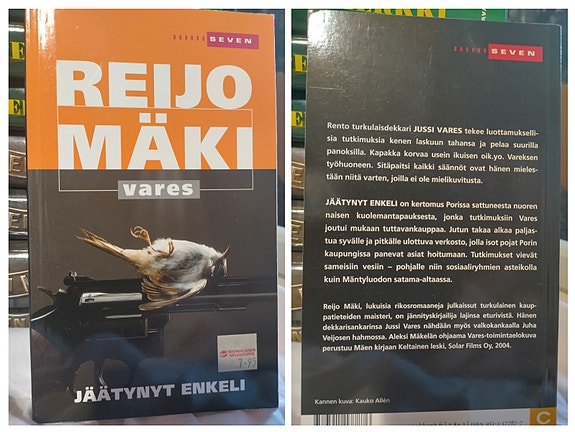 SEVEN
REIJO
MÄKI
vares
SUOMALAINEN
KIRJAKAUPPA
7,95
JÄÄTYNYT ENKELI
SEVEN
Rento turkulaisdekkari JUSSI VARES tekee luottamukselli-
sia tutkimuksia kenen laskuun tahansa ja pelaa suurilla
panoksilla. Kapakka korvaa usein ikuisen oik.yo. Vareksen
työhuoneen. Sitäpaitsi kaikki säännöt ovat hänen mieles-
tään niitä varten, joilla ei ole mielikuvitusta.
JÄÄTYNYT ENKELI on kertomus Porissa sattuneesta nuoren
naisen kuolemantapauksesta, jonka tutkimuksiin Vares
joutui mukaan tuttavankauppaa. Jutun takaa alkaa paljas-
tua syvälle ja pitkälle ulottuva verkosto, jolla isot pojat Porin
kaupungissa panevat asiat hoitumaan. Tutkimukset vievät
sameisiin vesiin – pohjalle niin sosiaaliryhmien asteikolla
kuin Mäntyluodon satama-altaassa.
Reijo Mäki, lukuisia rikosromaaneja julkaissut turkulainen kaup-
patieteiden maisteri, on jännityskirjailija lajinsa eturivistä. Hänen
dekkarisankarinsa Jussi Vares nähdään myös valkokankaalla Juha
Veijosen hahmossa. Aleksi Mäkelän ohjaama Vares-toimintaelokuva
perustuu Mäen kirjaan Keltainen leski, Solar Films Oy, 2004.
Kannen kuva: Kauko Allén
C